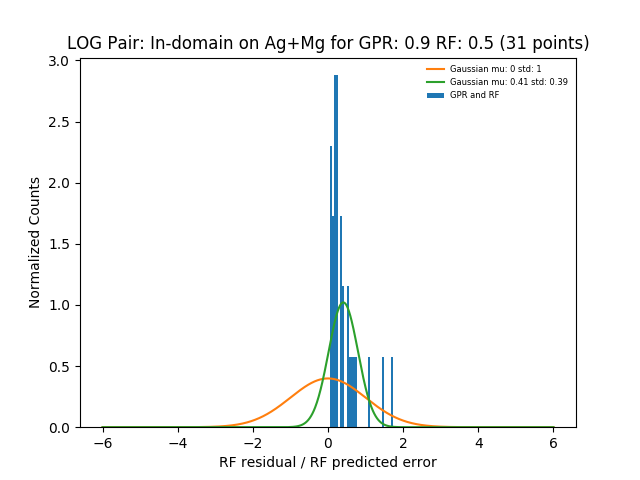 LOG Pair: In-domain on Ag+Mg for GPR: 0.9 RF: 0.5 (31 points)
Gaussian mu: 0 std: 1
Gaussian mu: 0.41 std: 0.39
GPR and RF
Normalized Counts
3.0
2.5
2.0
1.5
1.0
0.5
0.0
−6 −4 −2 0 2 4 6
RF residual / RF predicted error